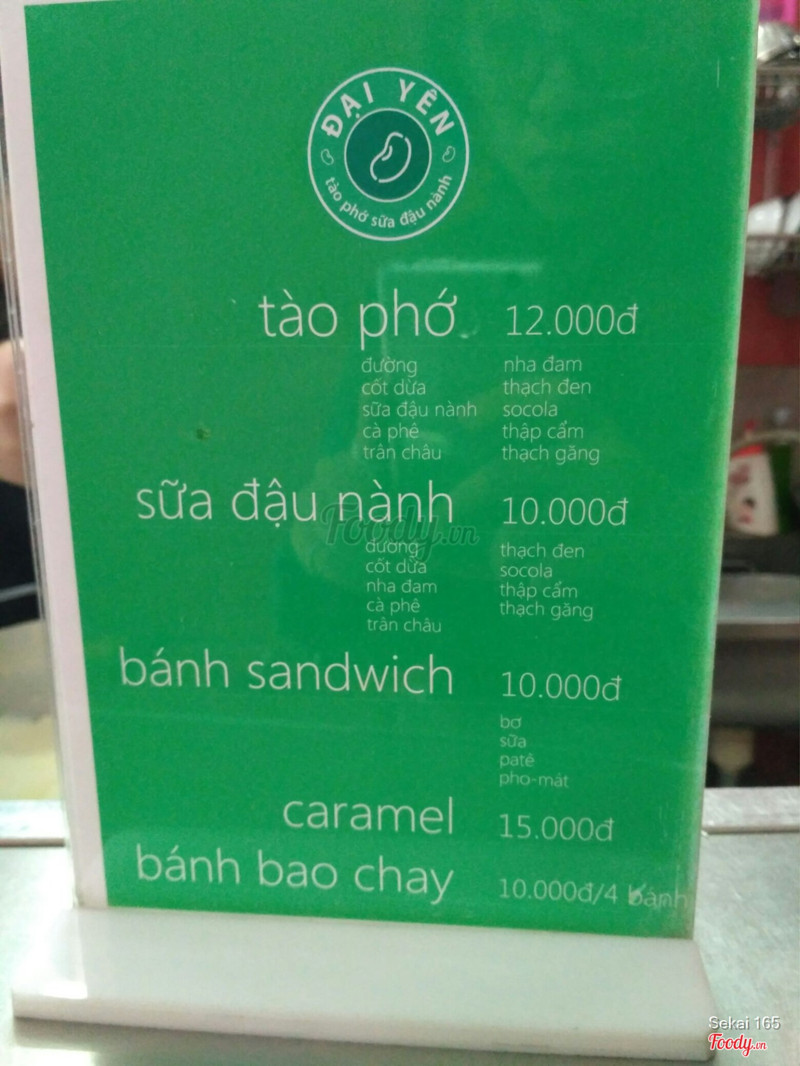 ĐẠI YÊN
tào phớ sữa đậu nành
tào phớ 12.000đ
đường nha đam
cốt dừa thạch đen
sữa đậu nành socola
cà phê thập cẩm
trân châu thạch găng
sữa đậu nành 10.000đ
Foody.vn
đường thạch đen
cốt dừa socola
nha đam thập cẩm
cà phê thạch găng
trân châu
bánh sandwich 10.000đ
bơ
sữa
patê
pho-mát
caramel 15.000đ
bánh bao chay 10.000đ/4 bánh
Sekai 165
Foody.vn